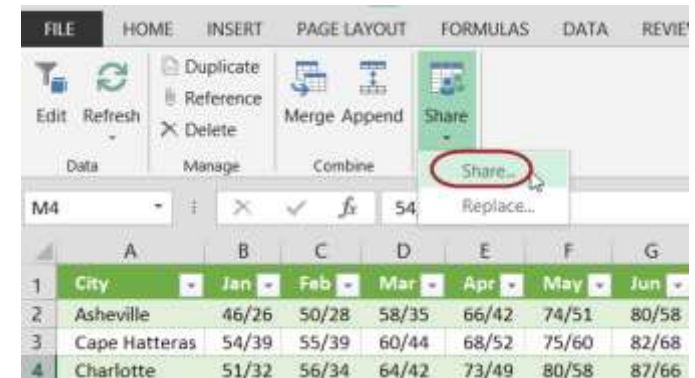 FILE HOME INSERT PAGE LAYOUT FORMULAS DATA REVIE
Edit Refresh Duplicate Reference Delete Merge Append Share
Data Manage Combine
Share...
Replace...
M4 fx 54
A B C D E F G
1 City Jan Feb Mar Apr May Jun
2 Asheville 46/26 50/28 58/35 66/42 74/51 80/58
3 Cape Hatteras 54/39 55/39 60/44 68/52 75/60 82/68
4 Charlotte 51/32 56/34 64/42 73/49 80/58 87/66